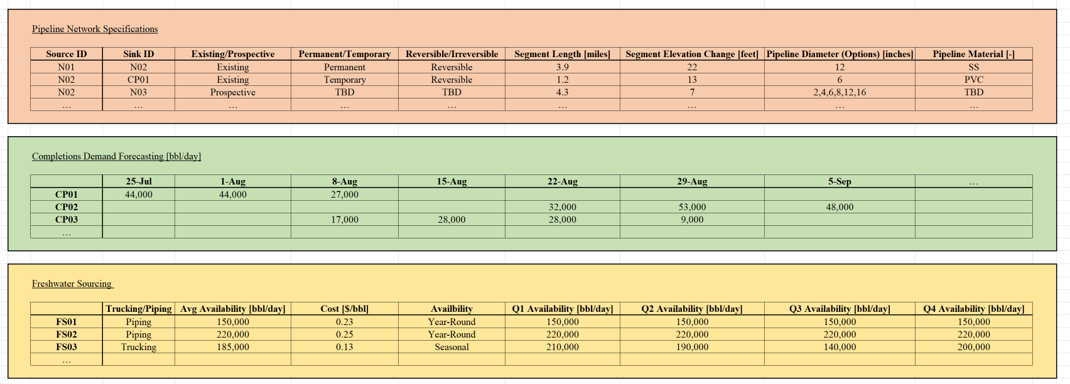 Pipeline Network Specifications
Source ID Sink ID Existing/Prospective Permanent/Temporary Reversible/Irreversible Segment Length [miles] Segment Elevation Change [feet] Pipeline Diameter (Options) [inches] Pipeline Material [-]
N01 N02 Existing Permanent Reversible 3.9 22 12 SS
N02 CP01 Existing Temporary Reversible 1.2 13 6 PVC
N02 N03 Prospective TBD TBD 4.3 7 2,4,6,8,12,16 TBD
… … … … … … … … …
Completions Demand Forecasting [bbl/day]
25-Jul 1-Aug 8-Aug 15-Aug 22-Aug 29-Aug 5-Sep …
CP01 44,000 44,000 27,000
CP02 32,000 53,000 48,000
CP03 17,000 28,000 28,000 9,000
…
Freshwater Sourcing
Trucking/Piping Avg Availability [bbl/day] Cost [$/bbl] Availbility Q1 Availability [bbl/day] Q2 Availability [bbl/day] Q3 Availability [bbl/day] Q4 Availability [bbl/day]
FS01 Piping 150,000 0.23 Year-Round 150,000 150,000 150,000 150,000
FS02 Piping 220,000 0.25 Year-Round 220,000 220,000 220,000 220,000
FS03 Trucking 185,000 0.13 Seasonal 210,000 190,000 140,000 200,000
…